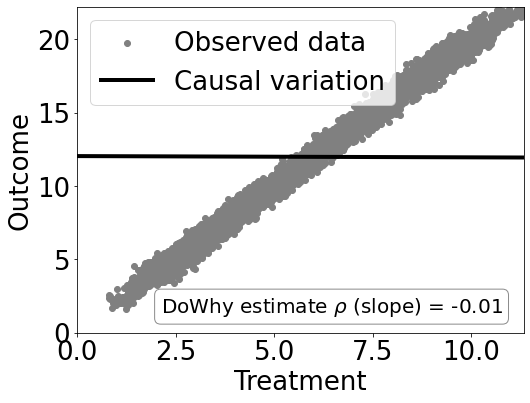 Observed data
Causal variation
20
15
10
5
0
Outcome
DoWhy estimate ρ (slope) = -0.01
0.0 2.5 5.0 7.5 10.0
Treatment